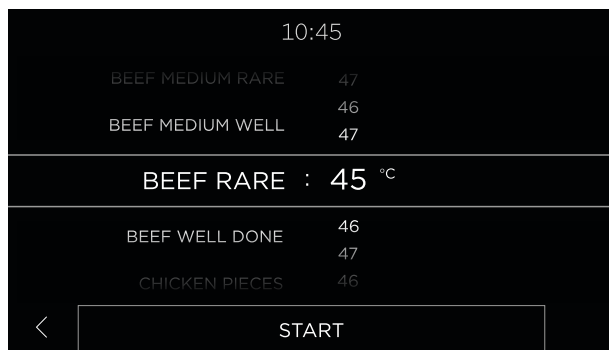 10:45
BEEF MEDIUM RARE 47
46
BEEF MEDIUM WELL
47
BEEF RARE : 45 °C
46
BEEF WELL DONE
47
CHICKEN PIECES 46
START